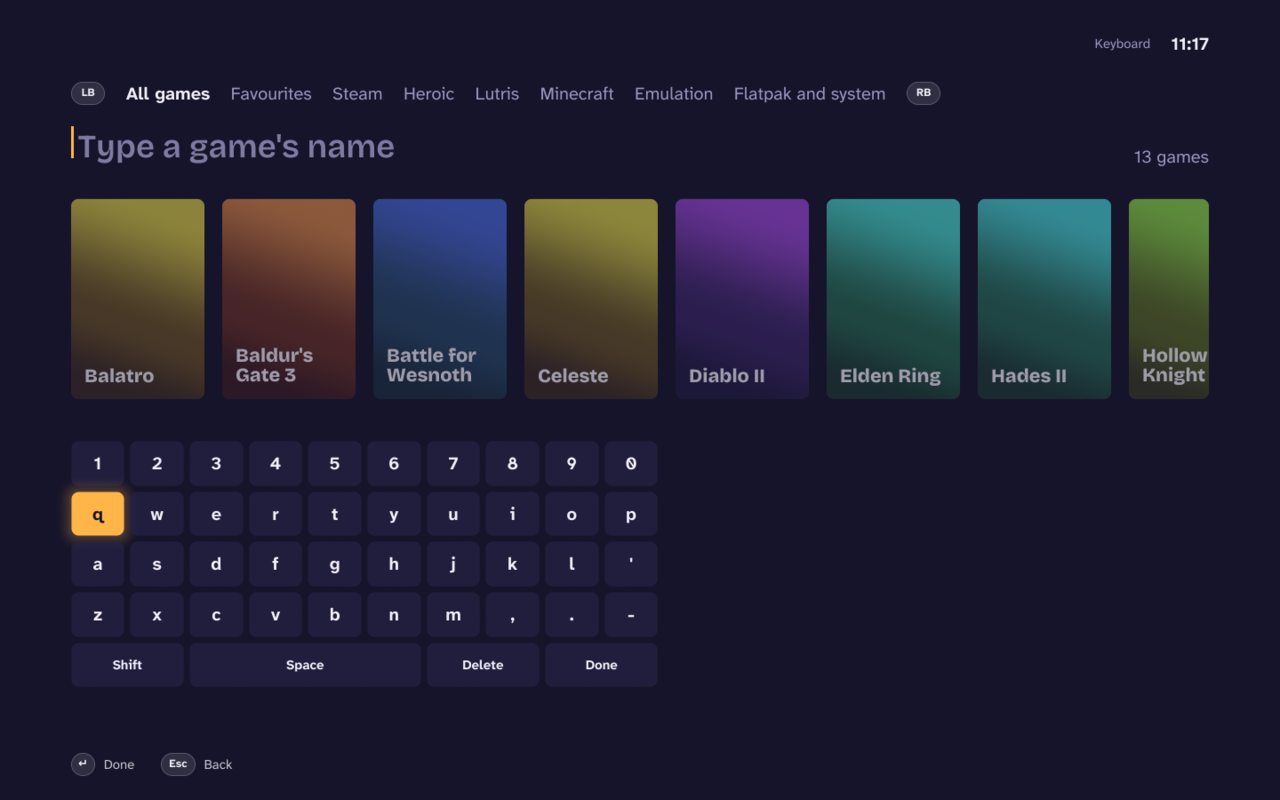 Keyboard 11:17
LB All games Favourites Steam Heroic Lutris Minecraft Emulation Flatpak and system RB
Type a game's name
13 games
Balatro
Baldur's
Gate 3
Battle for
Wesnoth
Celeste
Diablo II
Elden Ring
Hades II
Hollow
Knight
1 2 3 4 5 6 7 8 9 0
q w e r t y u i o p
a s d f g h j k l '
z x c v b n m , . -
Shift Space Delete Done
↵ Done Esc Back